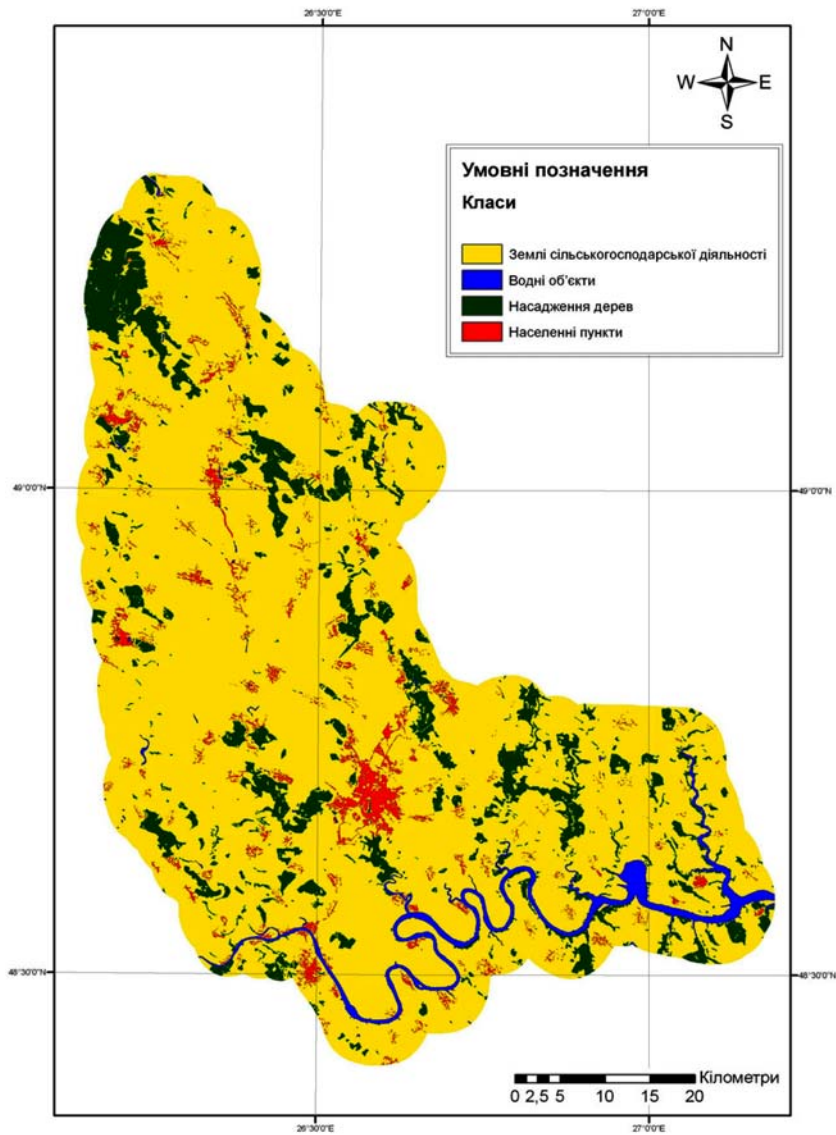 26°30'0"E 27°0'0"E
N
W E
S
Умовні позначення
Класи
Землі сільськогосподарської діяльності
Водні об'єкти
Насадження дерев
Населенні пункти
49°0'0"N 49°0'0"N
48°30'0"N 48°30'0"N
Кілометри
0 2,5 5 10 15 20
26°30'0"E 27°0'0"E